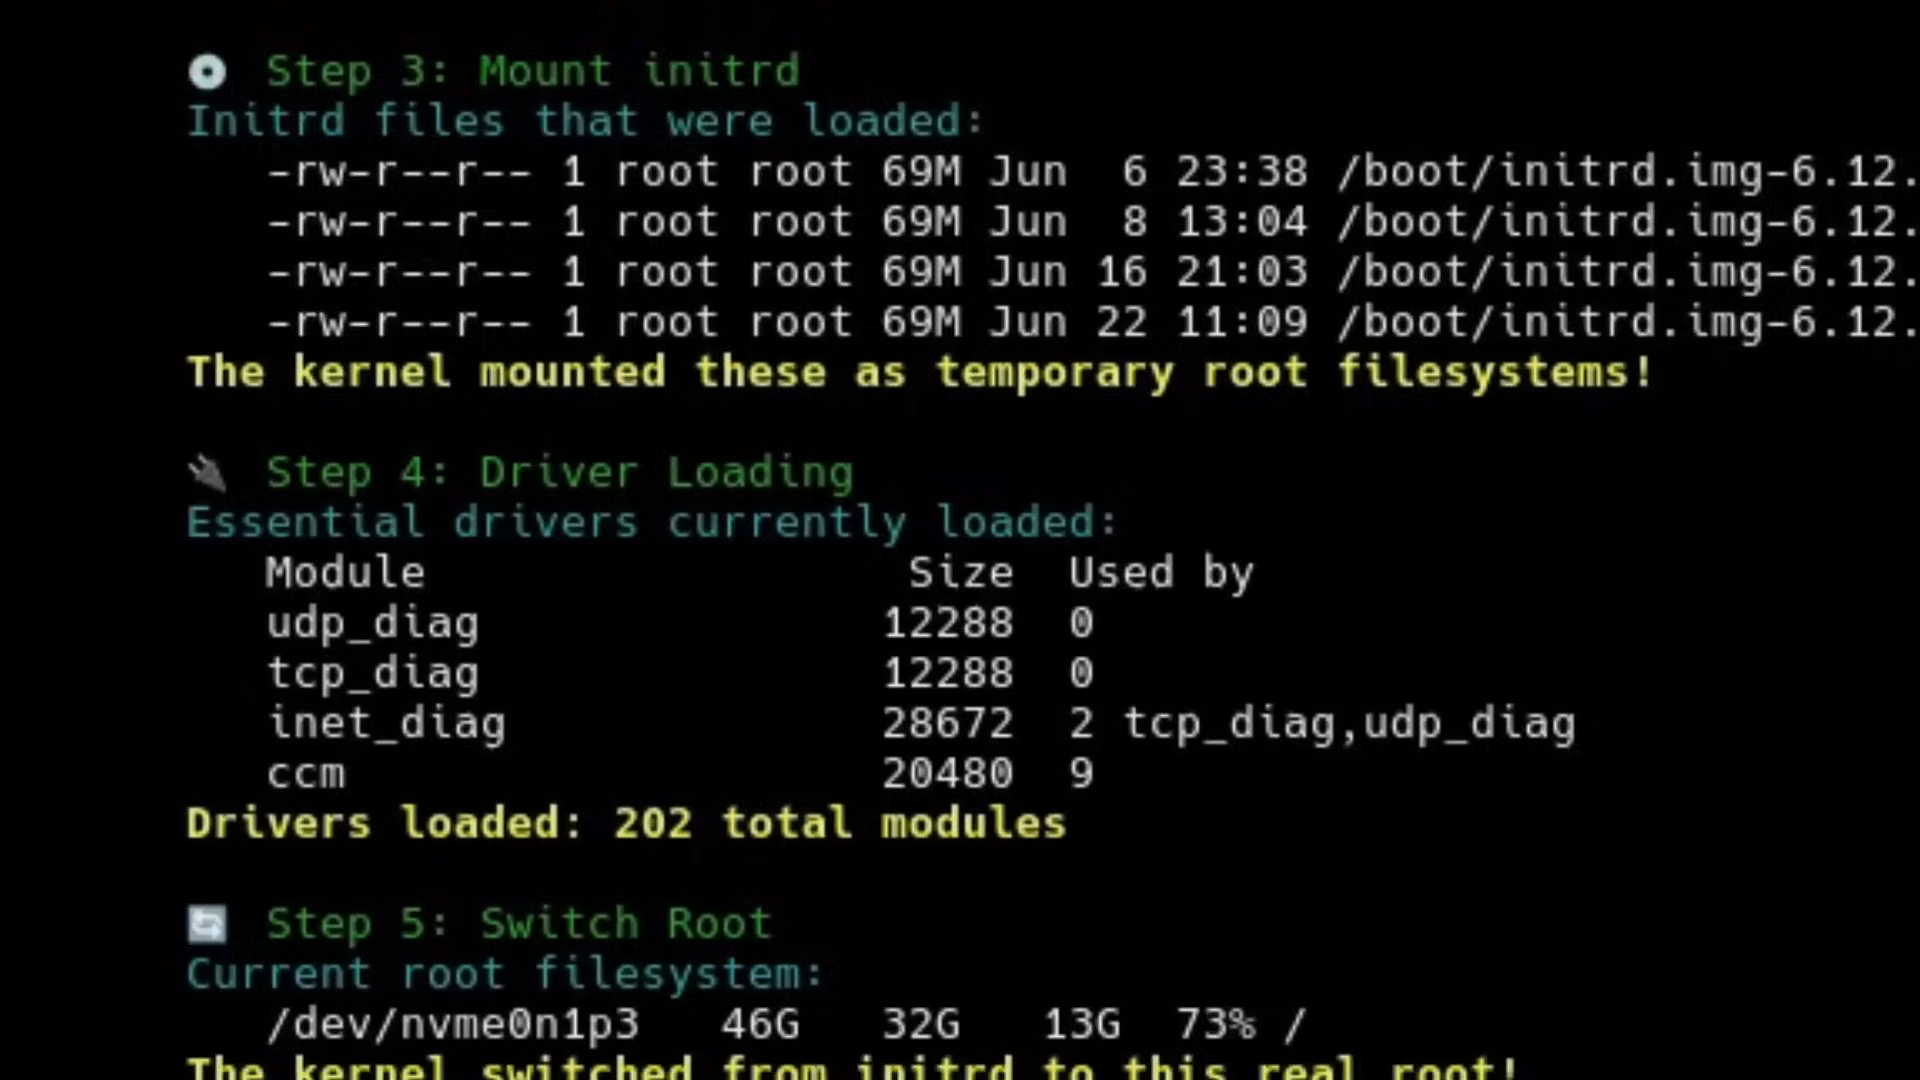 Step 3: Mount initrd
Initrd files that were loaded:
-rw-r--r-- 1 root root 69M Jun  6 23:38 /boot/initrd.img-6.12.
-rw-r--r-- 1 root root 69M Jun  8 13:04 /boot/initrd.img-6.12.
-rw-r--r-- 1 root root 69M Jun 16 21:03 /boot/initrd.img-6.12.
-rw-r--r-- 1 root root 69M Jun 22 11:09 /boot/initrd.img-6.12.
The kernel mounted these as temporary root filesystems!
Step 4: Driver Loading
Essential drivers currently loaded:
Module                  Size  Used by
udp_diag               12288  0
tcp_diag               12288  0
inet_diag              28672  2 tcp_diag,udp_diag
ccm                    20480  9
Drivers loaded: 202 total modules
Step 5: Switch Root
Current root filesystem:
/dev/nvme0n1p3   46G   32G   13G  73% /
The kernel switched from initrd to this real root!